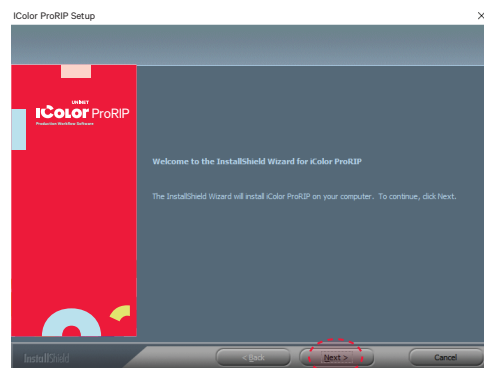 IColor ProRIP Setup
UNINET
IColor ProRIP
Production Workflow Software
Welcome to the InstallShield Wizard for iColor ProRIP
The InstallShield Wizard will install iColor ProRIP on your computer. To continue, click Next.
InstallShield
< Back
Next >
Cancel